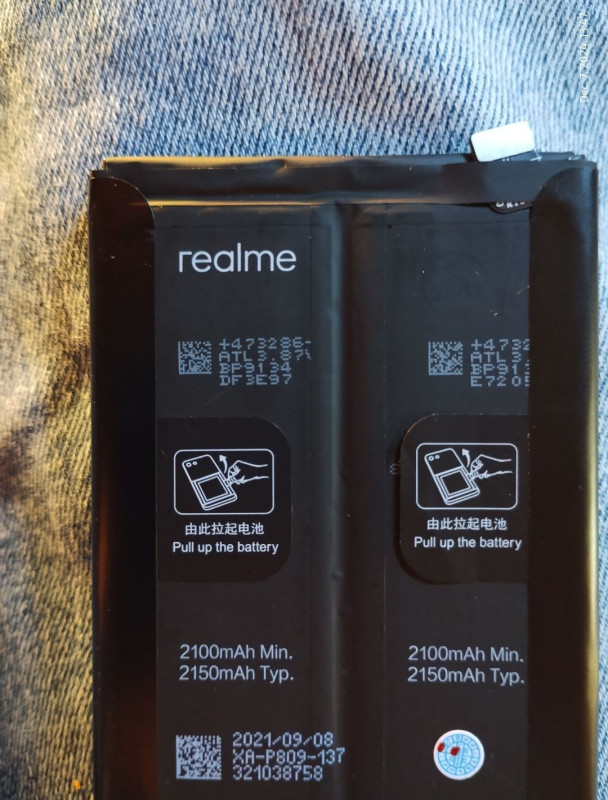 realme
+473286-
ATL3.87
BP9134
DF3E97
+4732
ATL3.
BP913
E7205
由此拉起电池
Pull up the battery
由此拉起电池
Pull up the battery
2100mAh Min.
2150mAh Typ.
2100mAh Min.
2150mAh Typ.
2021/09/08
XA-P809-137
321038758